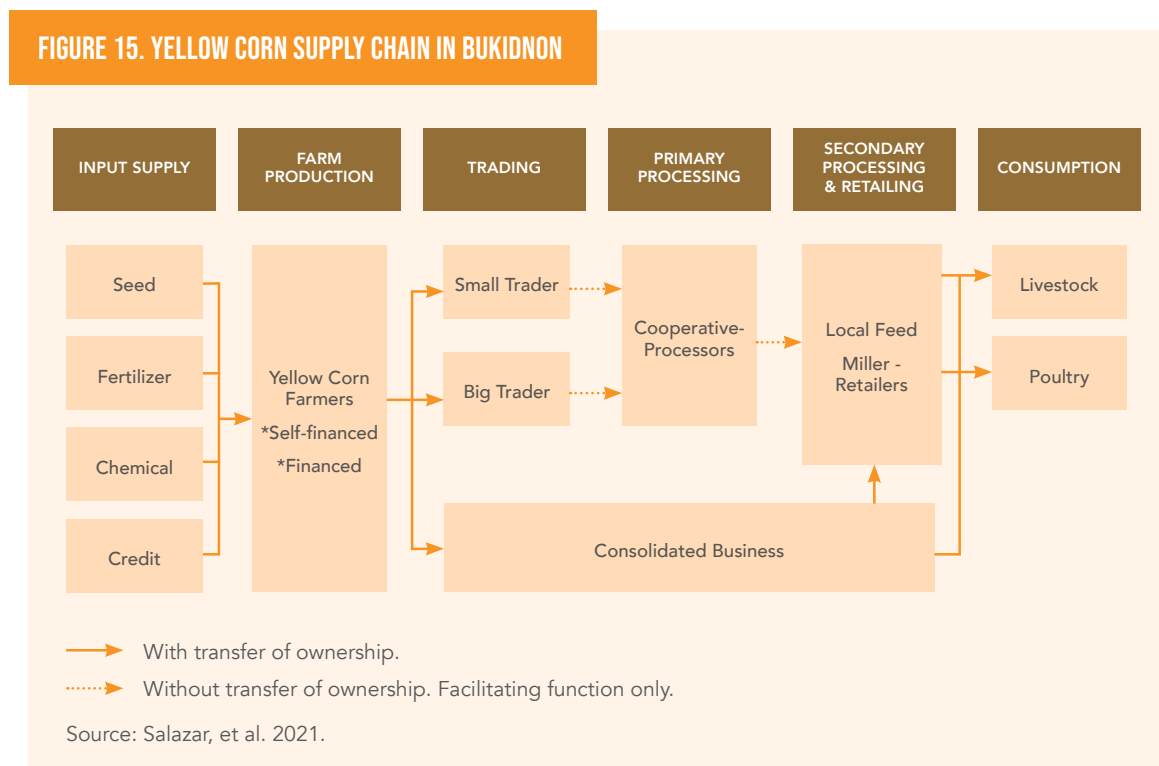 FIGURE 15. YELLOW CORN SUPPLY CHAIN IN BUKIDNON
INPUT SUPPLY
FARM
PRODUCTION
TRADING
PRIMARY
PROCESSING
SECONDARY
PROCESSING
& RETAILING
CONSUMPTION
Seed
Fertilizer
Chemical
Credit
Yellow Corn
Farmers
*Self-financed
*Financed
Small Trader
Big Trader
Cooperative-
Processors
Local Feed
Miller -
Retailers
Livestock
Poultry
Consolidated Business
With transfer of ownership.
Without transfer of ownership. Facilitating function only.
Source: Salazar, et al. 2021.